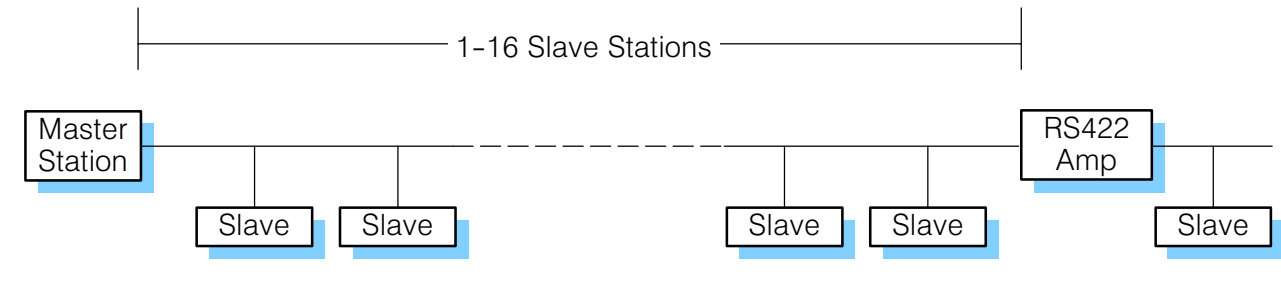 1–16 Slave Stations
Master
Station
RS422
Amp
Slave
Slave
Slave
Slave
Slave